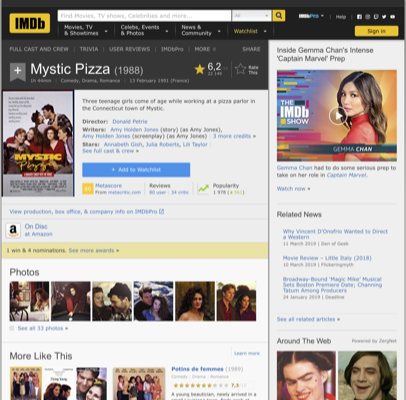 IMDb
Find Movies, TV shows, Celebrities and more...
All
IMDbPro
Help
Movies, TV & Showtimes
Celebs, Events & Photos
News & Community
Watchlist
Sign in
FULL CAST AND CREW | TRIVIA | USER REVIEWS | IMDbPro | MORE
SHARE
Mystic Pizza (1988)
1h 44min | Comedy, Drama, Romance | 13 February 1991 (France)
6,2
Rate This
MYSTIC
Three teenage girls come of age while working at a pizza parlor in the Connecticut town of Mystic.
Director: Donald Petrie
Writers: Amy Holden Jones (story) (as Amy Jones), Amy Holden Jones (screenplay) (as Amy Jones) | 3 more credits »
Stars: Annabeth Gish, Julia Roberts, Lili Taylor
See full cast & crew »
+ Add to Watchlist
Metascore
From metacritic.com
Reviews
80 user | 34 critic
Popularity
View production, box office, & company info on IMDbPro
On Disc
at Amazon
1 win & 4 nominations. See more awards »
Photos
See all 33 photos »
More Like This
Learn more
Potins de femmes (1989)
Comedy | Drama | Romance
A young beautician, newly arrived in a
Inside Gemma Chan's Intense 'Captain Marvel' Prep
THE IMDb SHOW
GEMMA CHAN
Gemma Chan had to do some serious prep to take on her role in Captain Marvel.
Watch now »
Related News
Why Vincent D'Onofrio Wanted to Direct a Western
11 March 2019 | Den of Geek
Movie Review – Little Italy (2018)
10 March 2019 | Flickeringmyth
Broadway-Bound 'Magic Mike' Musical Sets Boston Premiere Date; Channing Tatum Among Producers
24 January 2019 | Deadline
See all related articles »
Around The Web
Powered by ZergNet